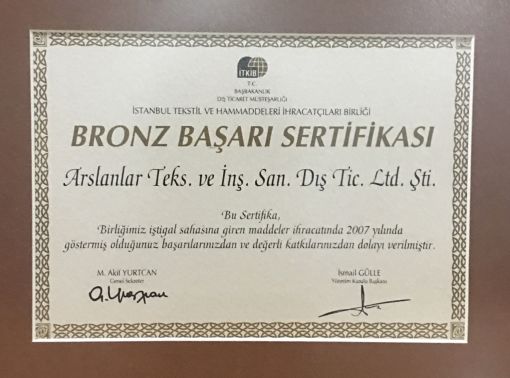 İTKİB
T.C.
BAŞBAKANLIK
DIŞ TİCARET MÜSTEŞARLIĞI
İSTANBUL TEKSTİL VE HAMMADDELERİ İHRACATÇILARI BİRLİĞİ
BRONZ BAŞARI SERTİFİKASI
Arslanlar Teks. ve İnş. San. Dış Tic. Ltd. Şti.
Bu Sertifika,
Birliğimiz iştigal sahasına giren maddeler ihracatında 2007 yılında
göstermiş olduğunuz başarılarınızdan ve değerli katkılarınızdan dolayı verilmiştir.
M. Akif YURTCAN
Genel Sekreter
İsmail GÜLLE
Yönetim Kurulu Başkanı